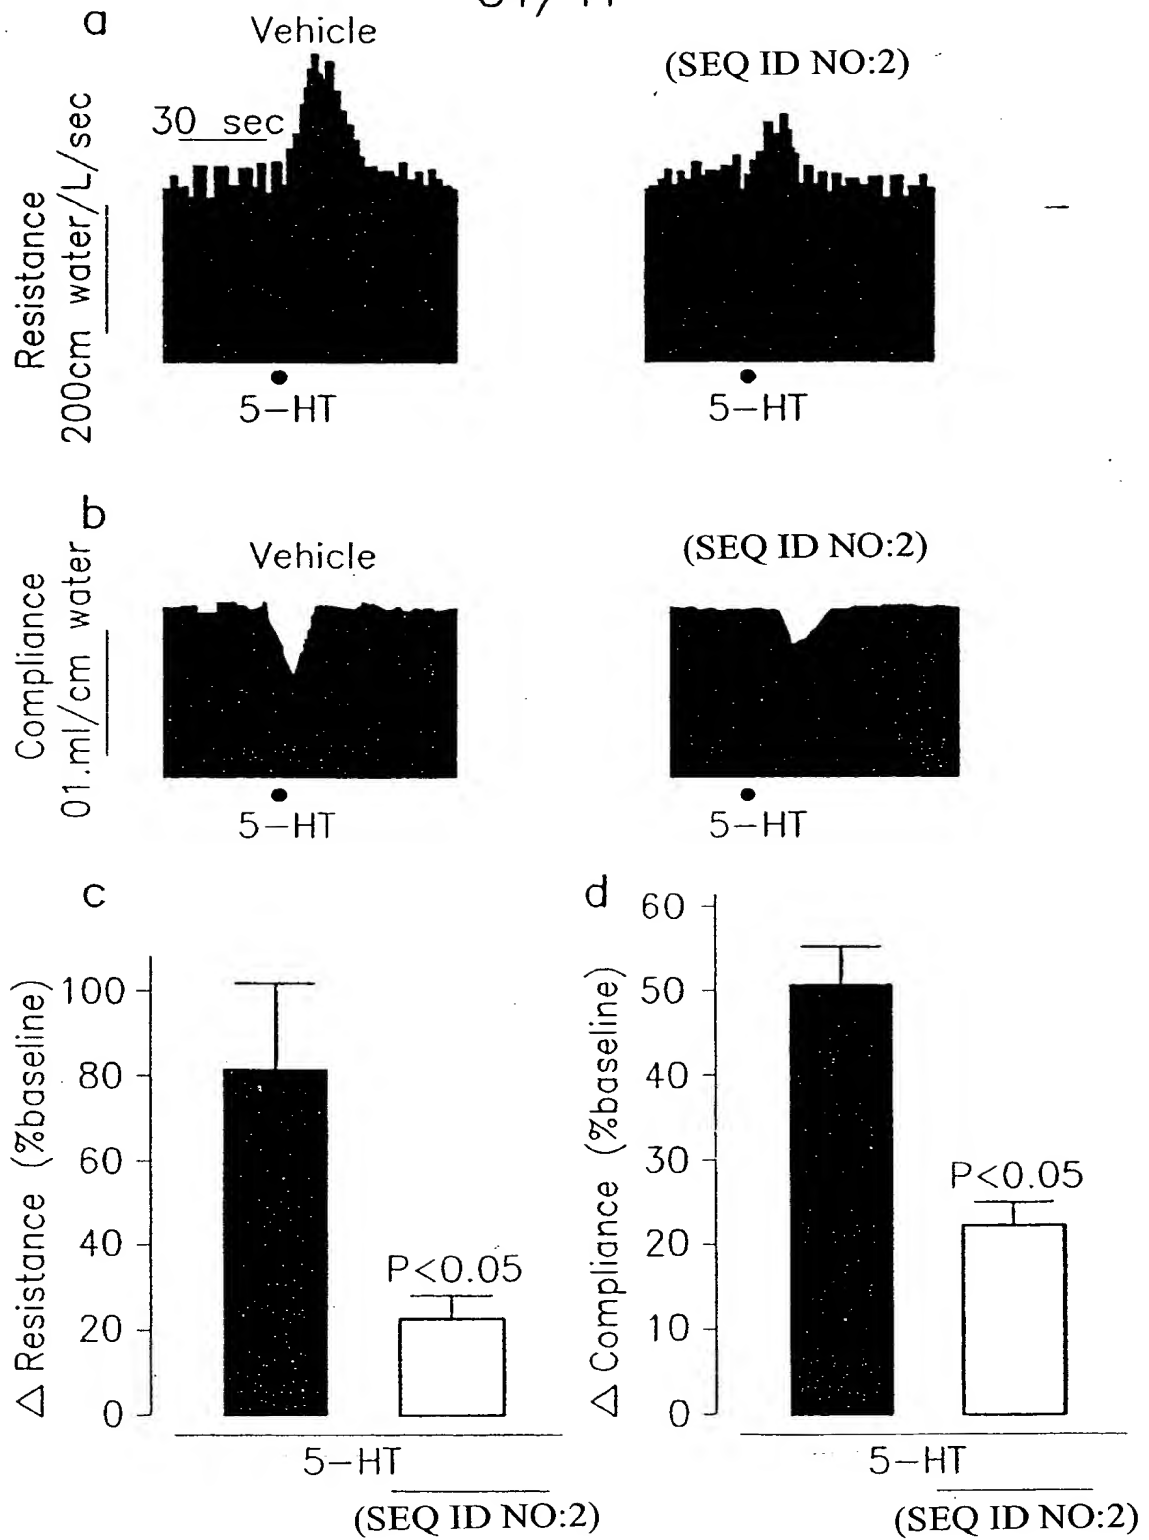 a
Vehicle
(SEQ ID NO:2)
30 sec
Resistance
200cm water/L/sec
5-HT
5-HT
b
Vehicle
(SEQ ID NO:2)
Compliance
01.ml/cm water
5-HT
5-HT
c
△ Resistance (%baseline)
100
80
60
40
20
0
P<0.05
5-HT
(SEQ ID NO:2)
d
△ Compliance (%baseline)
60
50
40
30
20
10
0
P<0.05
5-HT
(SEQ ID NO:2)